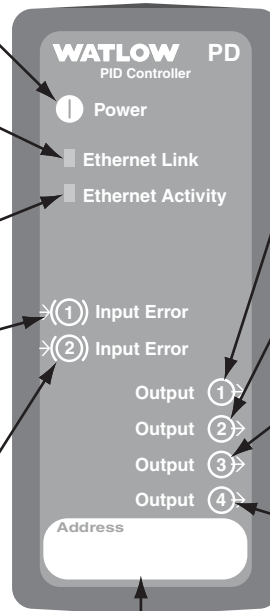 WATLOW PD
PID Controller
Power
Ethernet Link
Ethernet Activity
1 Input Error
2 Input Error
Output 1
Output 2
Output 3
Output 4
Address